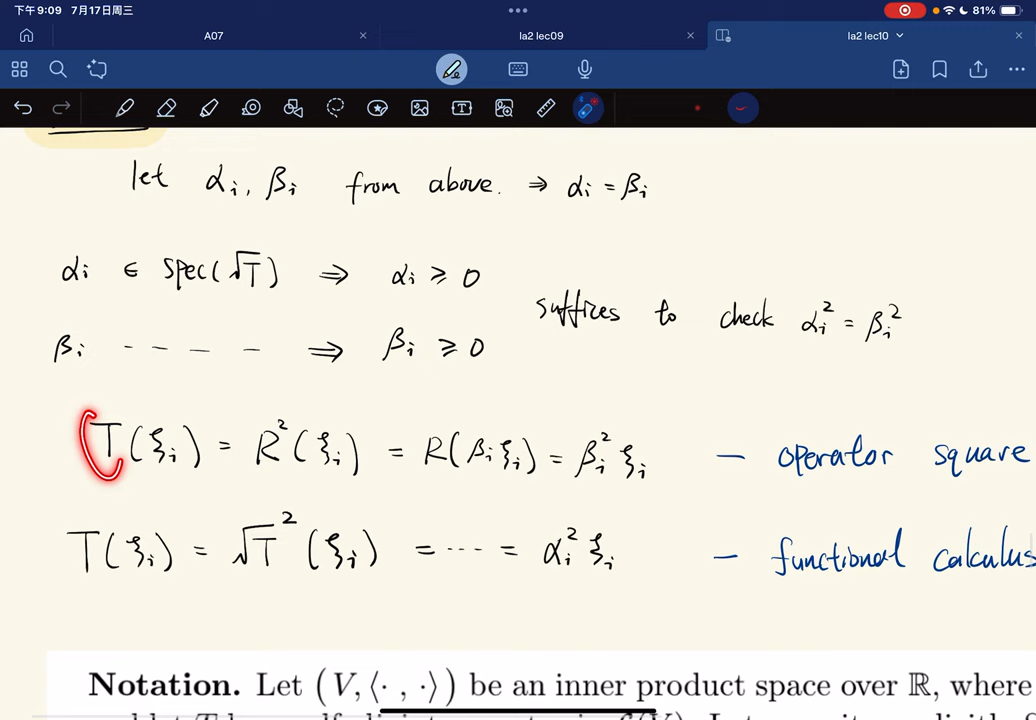 下午9:09 7月17日周三 81%
A07 la2 lec09 la2 lec10
let αᵢ, βᵢ from above. ⇒ αᵢ = βᵢ
αᵢ ∈ spec(√T) ⇒ αᵢ ≥ 0
suffices to check αᵢ² = βᵢ²
βᵢ - - - - ⇒ βᵢ ≥ 0
T(ξᵢ) = R²(ξᵢ) = R(βᵢξᵢ) = βᵢ²ξᵢ — operator square
T(ξᵢ) = √T²(ξᵢ) = ··· = αᵢ²ξᵢ — functional calculus
Notation. Let (V, ⟨· , ·⟩) be an inner product space over ℝ, where